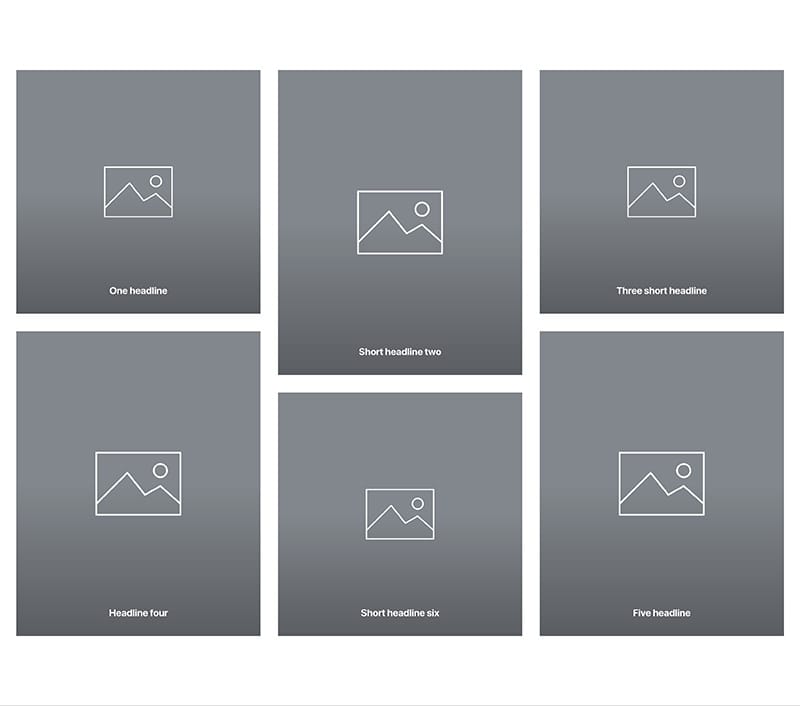 One headline
Short headline two
Three short headline
Headline four
Short headline six
Five headline